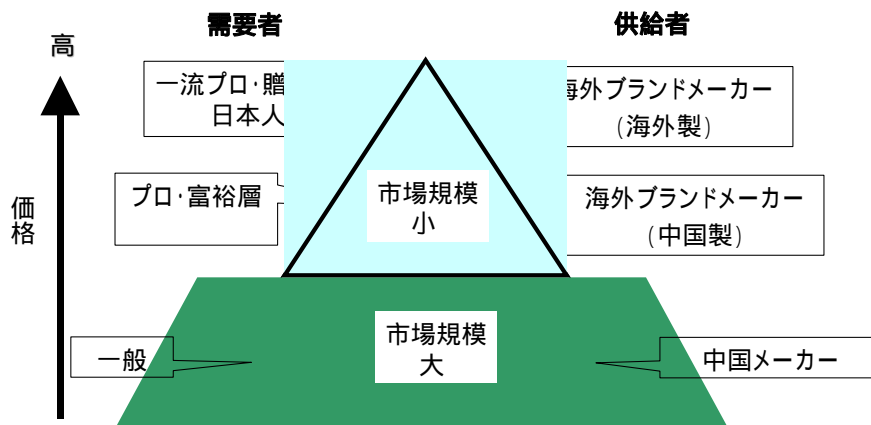 需要者
供給者
高
一流プロ・贈
日本人
海外ブランドメーカー
(海外製)
プロ・富裕層
市場規模
小
海外ブランドメーカー
(中国製)
価格
市場規模
大
一般
中国メーカー